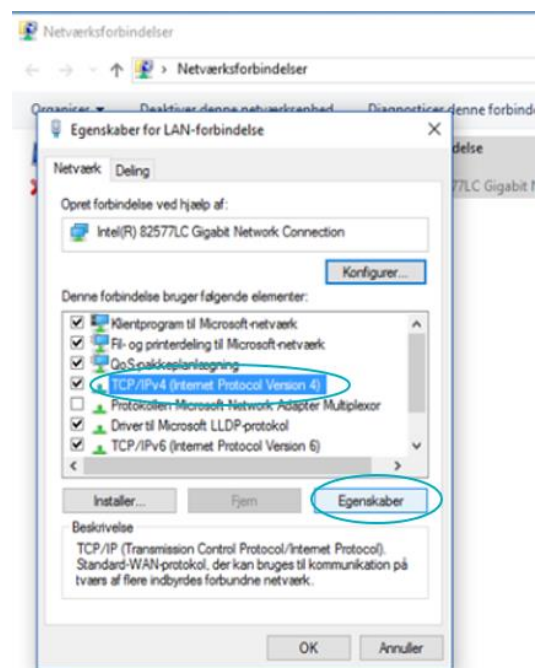 Netværksforbindelser
Netværksforbindelser
Organiser
Deaktiver denne netværksenhed
Diagnosticer denne forbinde
Egenskaber for LAN-forbindelse
delse
Netværk
Deling
77LC Gigabit N
Opret forbindelse ved hjælp af:
Intel(R) 82577LC Gigabit Network Connection
Konfigurer...
Denne forbindelse bruger følgende elementer:
Klientprogram til Microsoft-netværk
Fil- og printerdeling til Microsoft-netværk
QoS-pakkeplanlægning
TCP/IPv4 (Internet Protocol Version 4)
Protokollen Microsoft Network Adapter Multiplexor
Driver til Microsoft LLDP-protokol
TCP/IPv6 (Internet Protocol Version 6)
Installer...
Fjern
Egenskaber
Beskrivelse
TCP/IP (Transmission Control Protocol/Internet Protocol).
Standard-WAN-protokol, der kan bruges til kommunikation på
tværs af flere indbyrdes forbundne netværk.
OK
Annuller